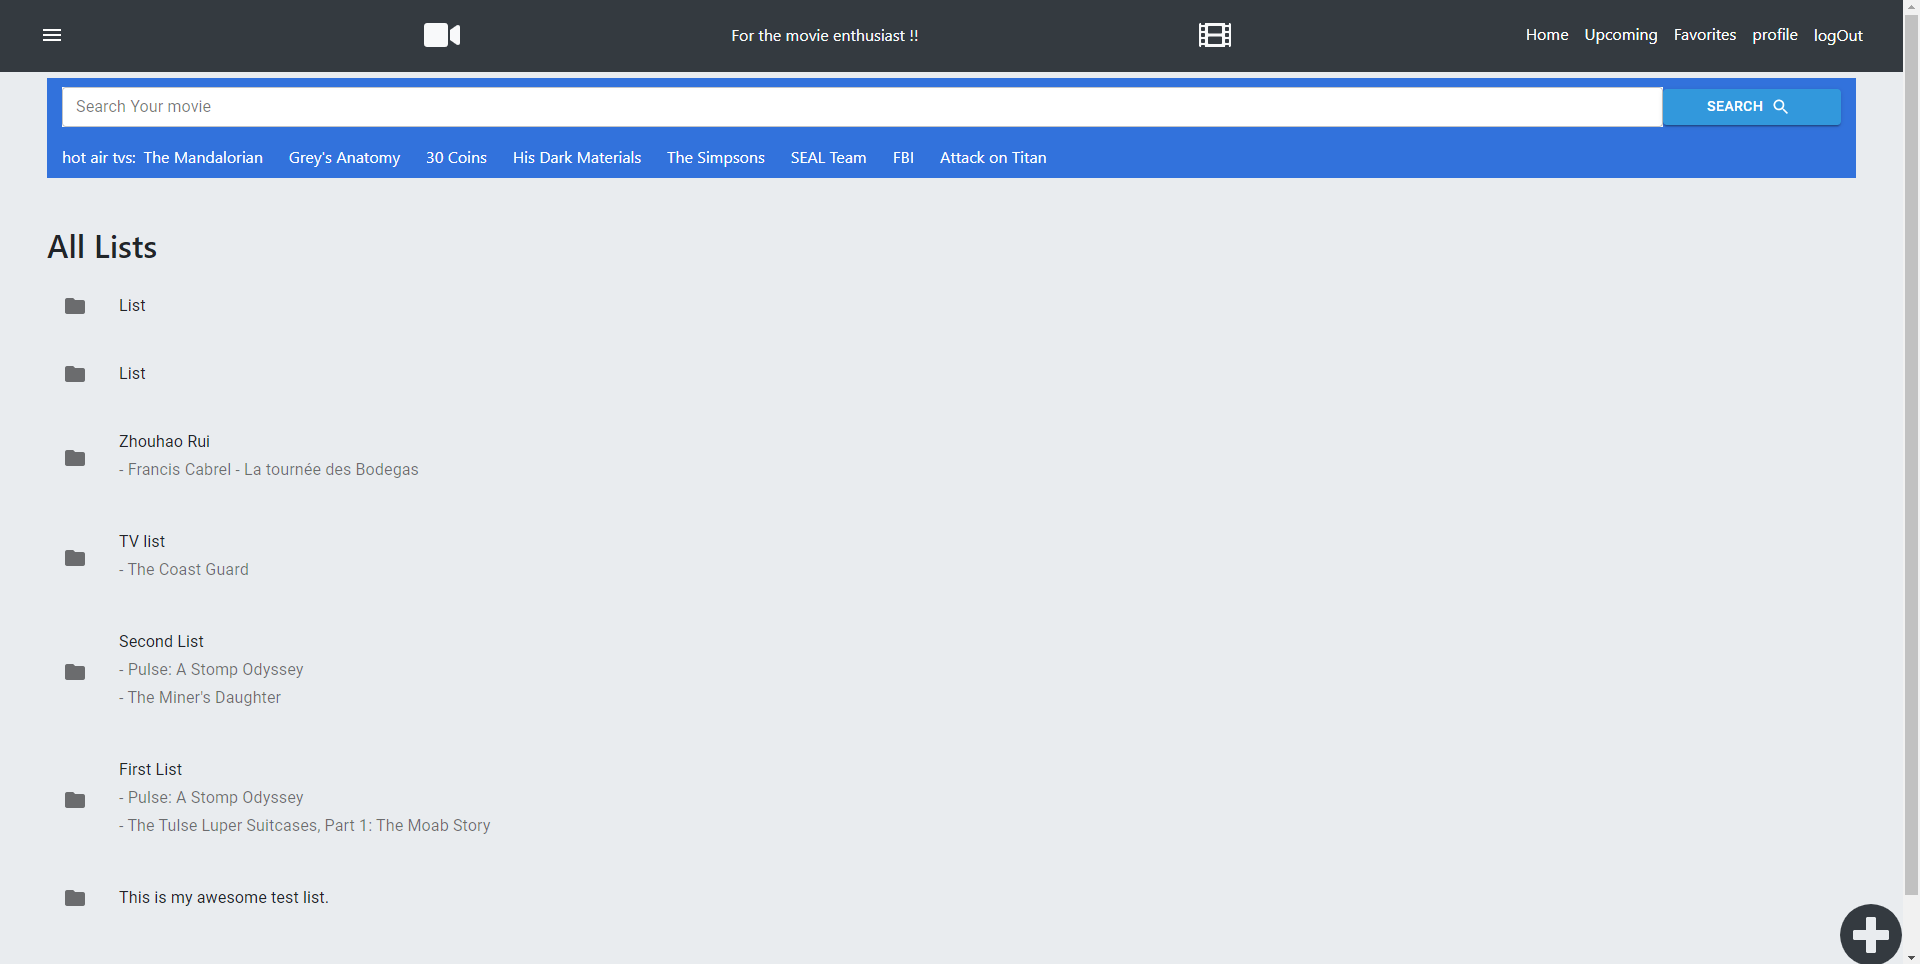 For the movie enthusiast !!
Home Upcoming Favorites profile logOut
Search Your movie
SEARCH
hot air tvs: The Mandalorian Grey's Anatomy 30 Coins His Dark Materials The Simpsons SEAL Team FBI Attack on Titan
All Lists
List
List
Zhouhao Rui
- Francis Cabrel - La tournée des Bodegas
TV list
- The Coast Guard
Second List
- Pulse: A Stomp Odyssey
- The Miner's Daughter
First List
- Pulse: A Stomp Odyssey
- The Tulse Luper Suitcases, Part 1: The Moab Story
This is my awesome test list.